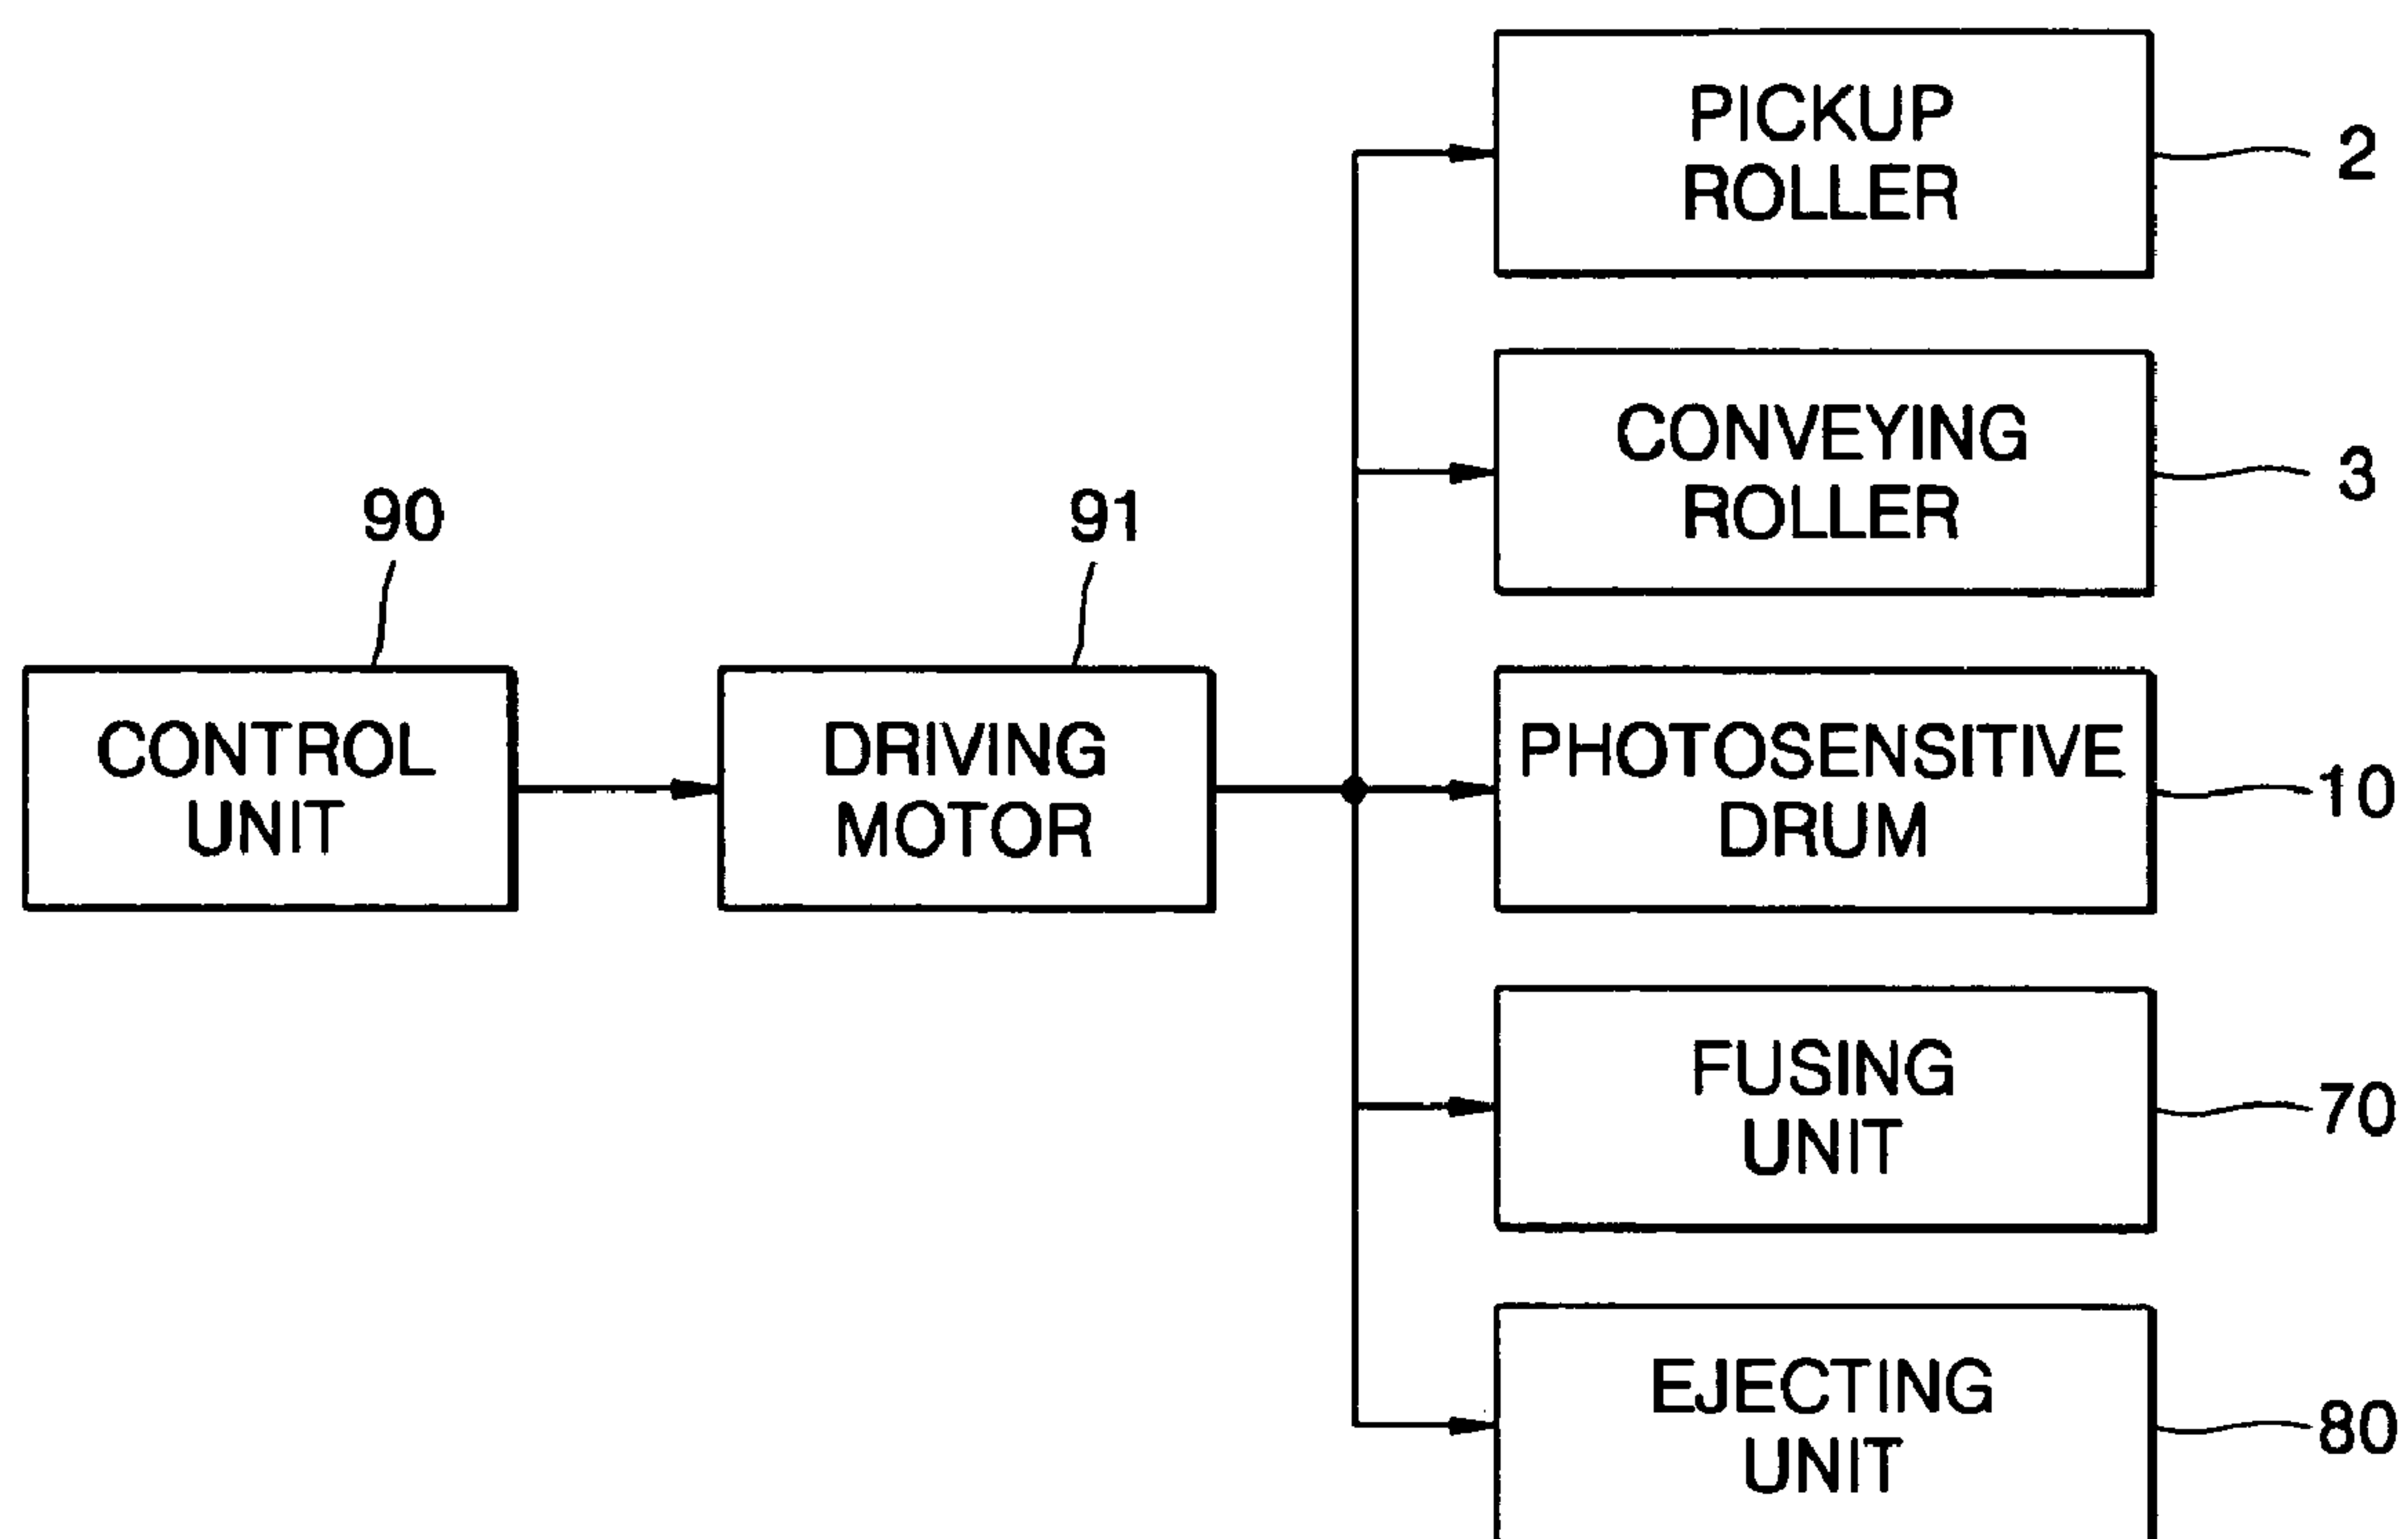 PICKUP
ROLLER
2
CONVEYING
ROLLER
3
90
91
CONTROL
UNIT
DRIVING
MOTOR
PHOTOSENSITIVE
DRUM
10
FUSING
UNIT
70
EJECTING
UNIT
80